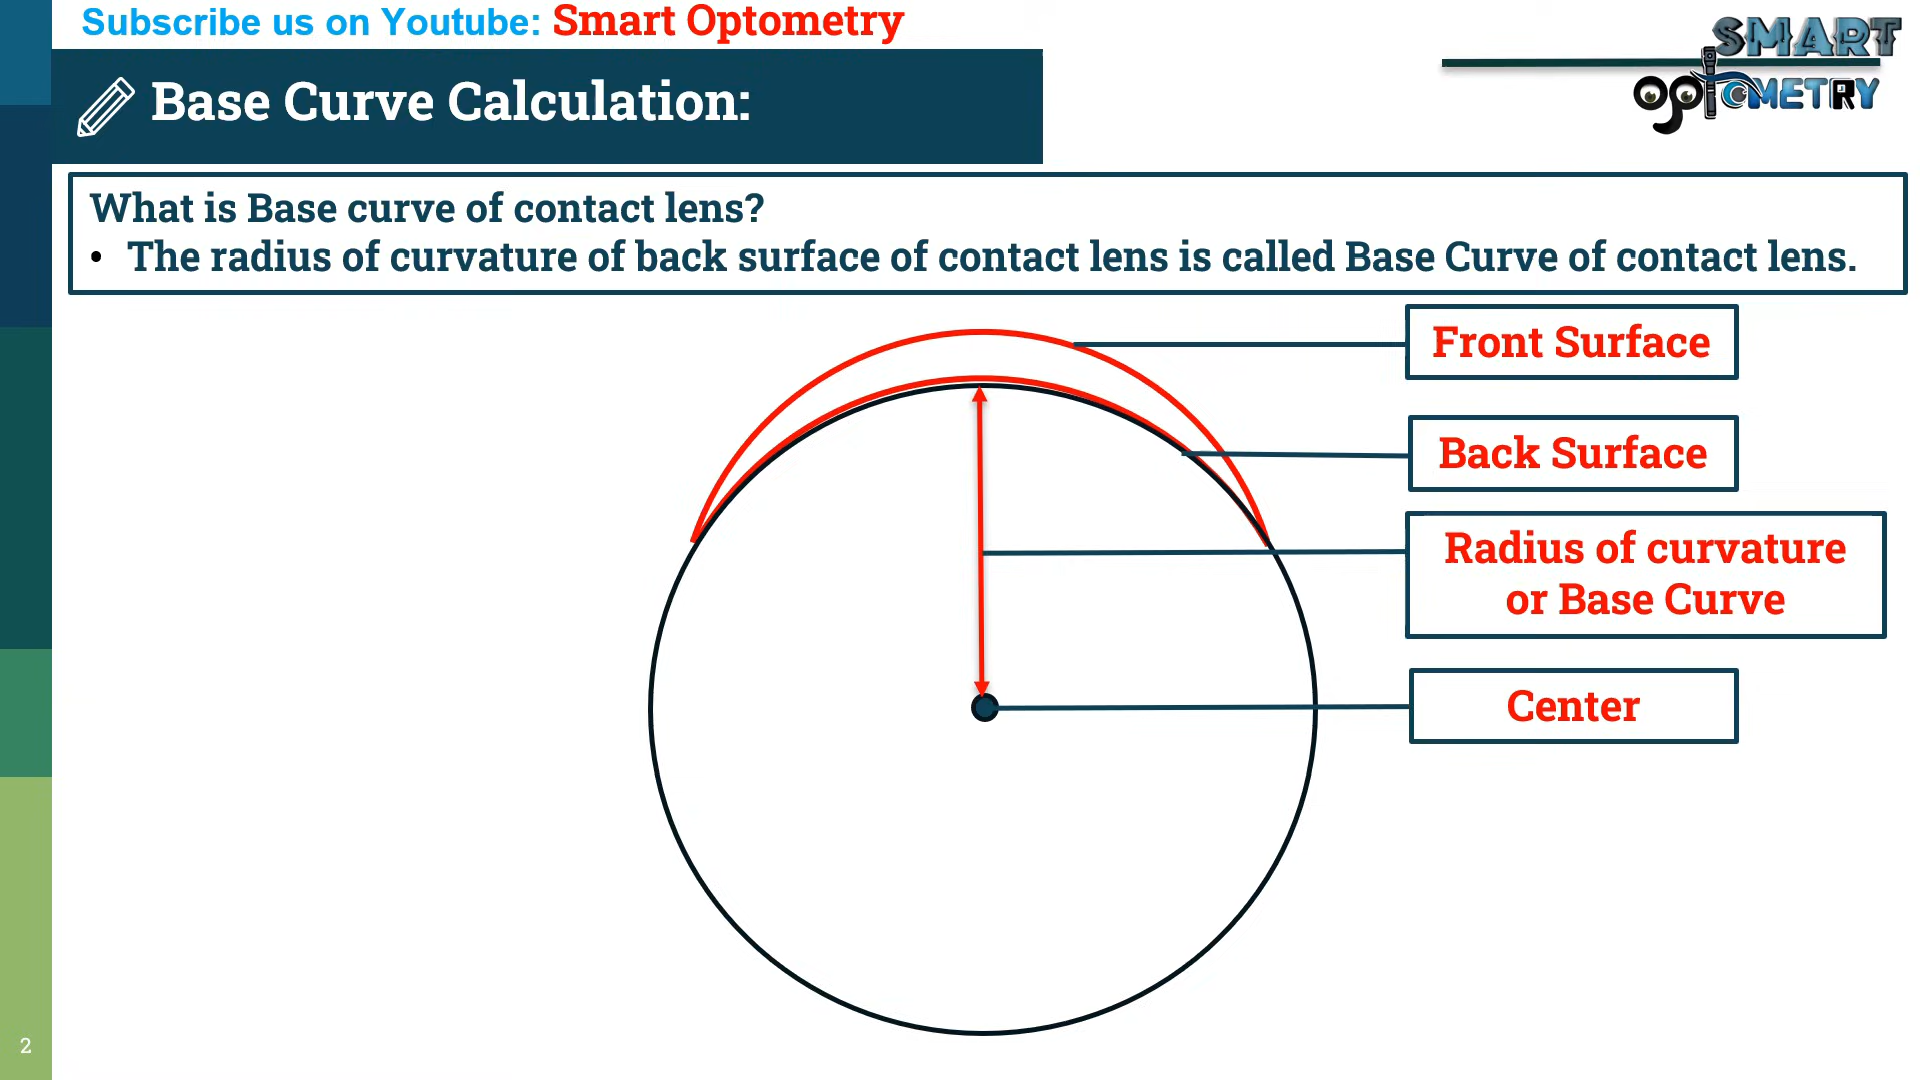 Subscribe us on Youtube: Smart Optometry
SMART
OPTOMETRY
Base Curve Calculation:
What is Base curve of contact lens?
• The radius of curvature of back surface of contact lens is called Base Curve of contact lens.
Front Surface
Back Surface
Radius of curvature
or Base Curve
Center
2